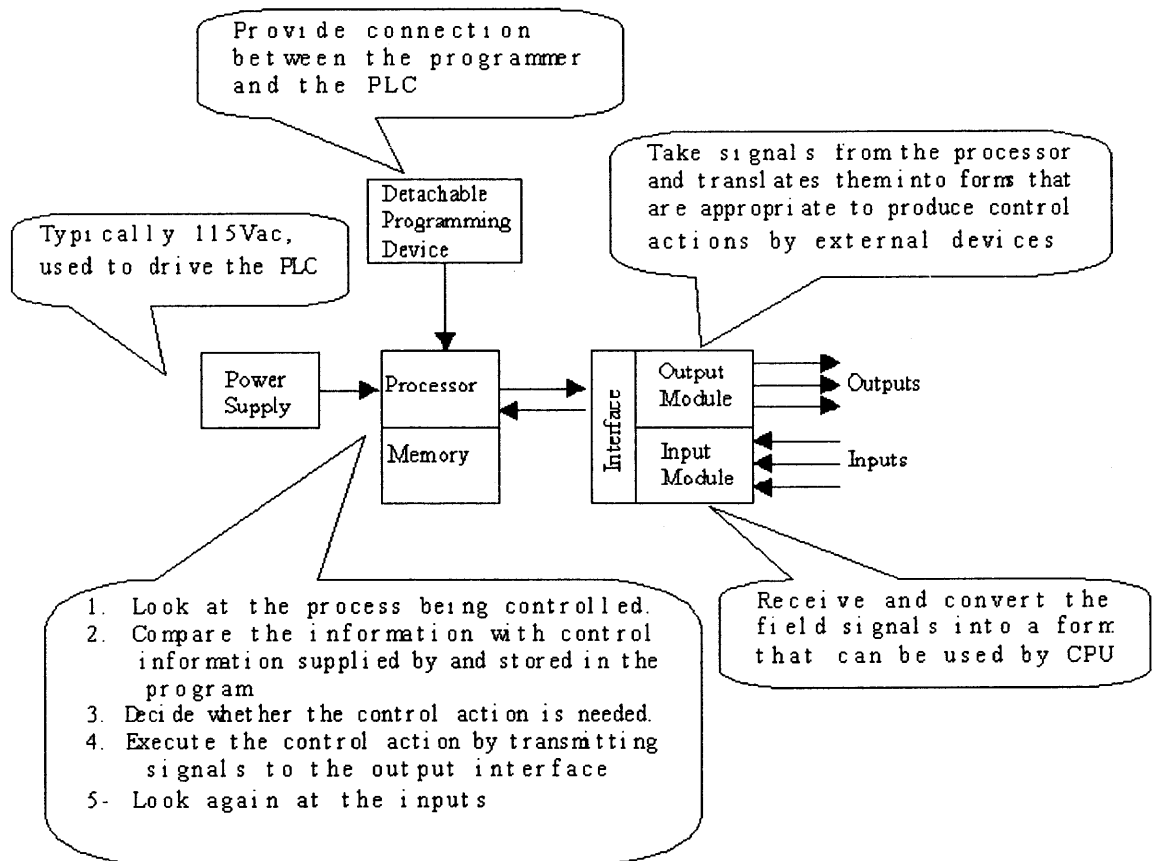 Provide connection
between the programmer
and the PLC
Take signals from the processor
and translates them into forms that
are appropriate to produce control
actions by external devices
Detachable
Programming
Device
Typically 115Vac,
used to drive the PLC
Power
Supply
Processor
Memory
Interface
Output
Module
Outputs
Input
Module
Inputs
1. Look at the process being controlled.
2. Compare the information with control
information supplied by and stored in the
program
3. Decide whether the control action is needed.
4. Execute the control action by transmitting
signals to the output interface
5- Look again at the inputs
Receive and convert the
field signals into a form
that can be used by CPU